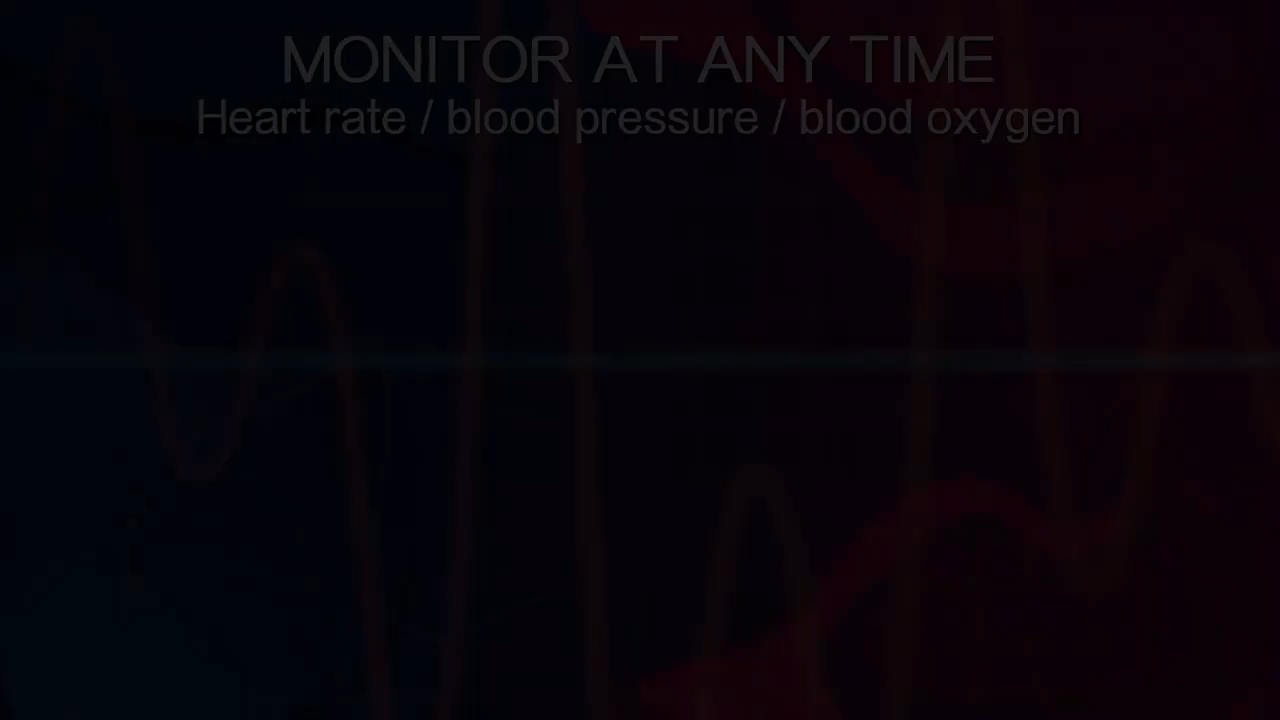 MONITOR AT ANY TIME
Heart rate / blood pressure / blood oxygen